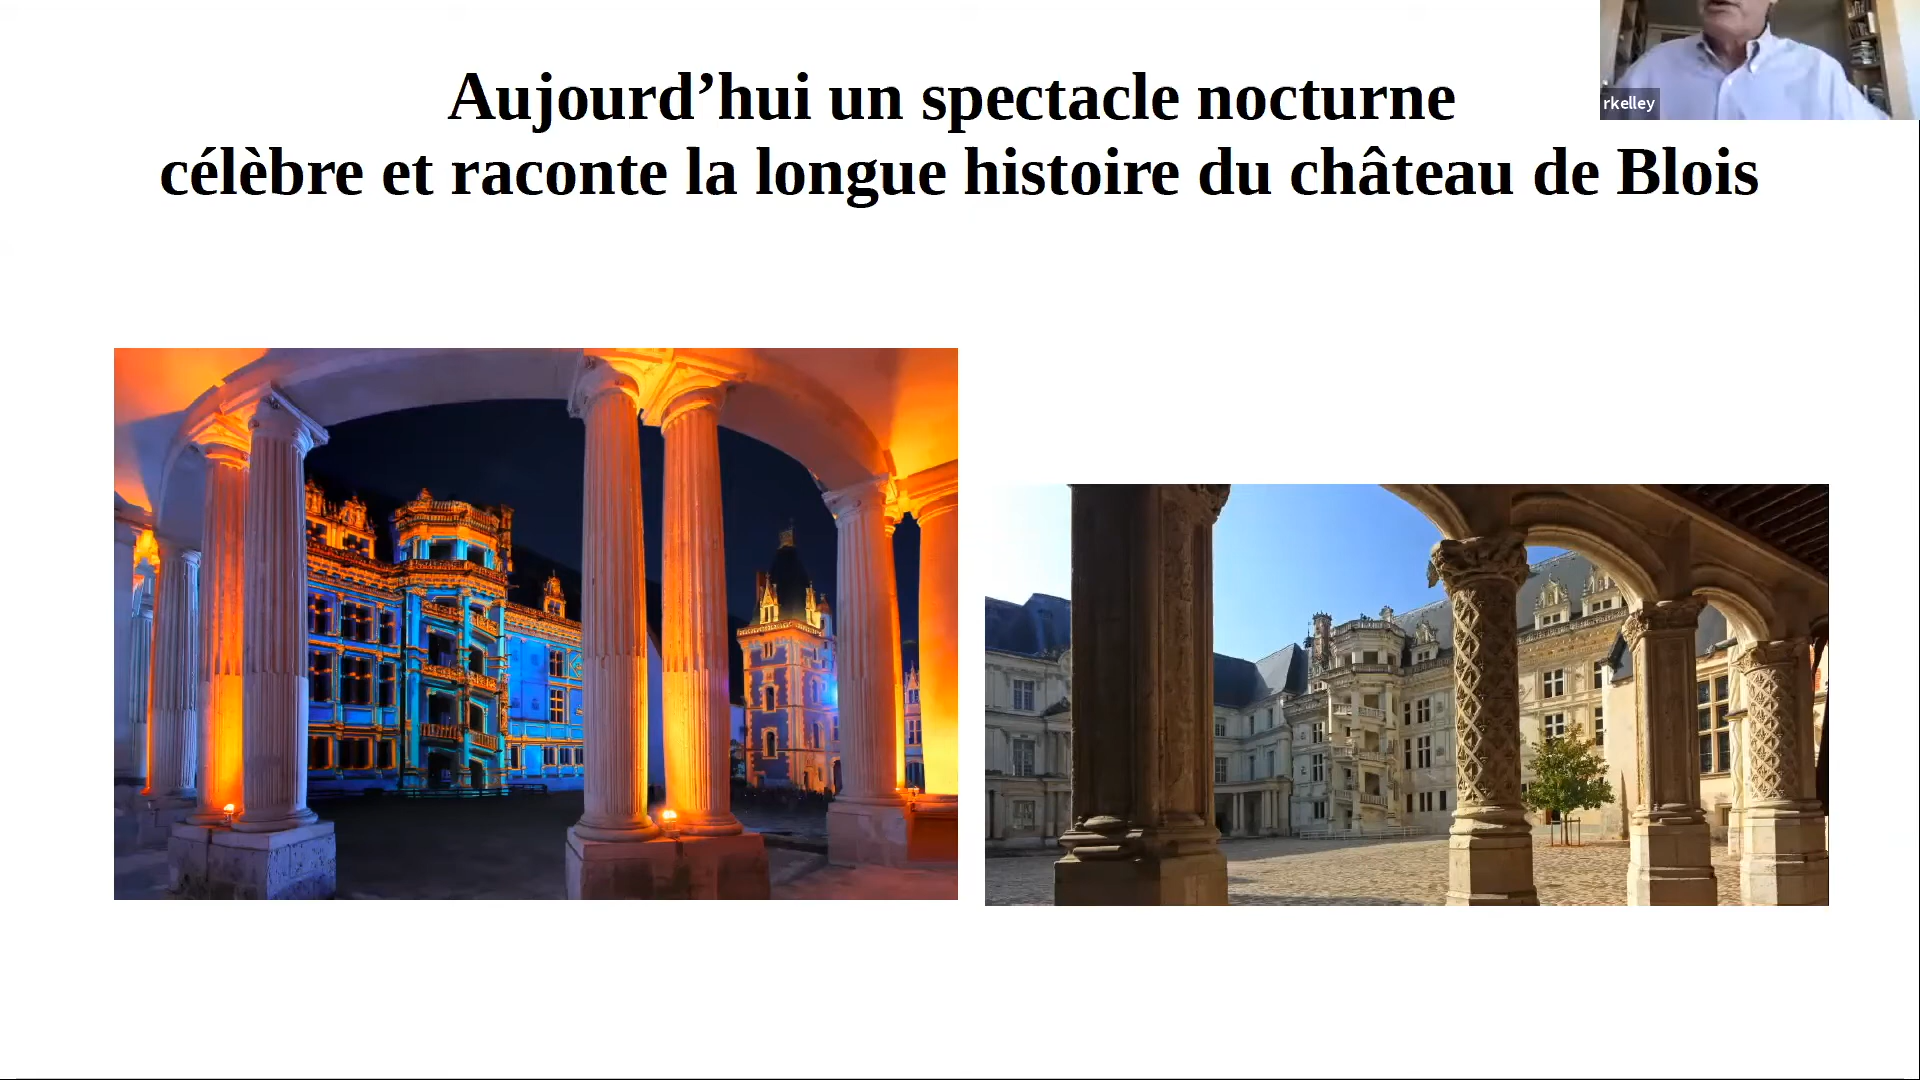 Aujourd’hui un spectacle nocturne
célèbre et raconte la longue histoire du château de Blois
rkelley